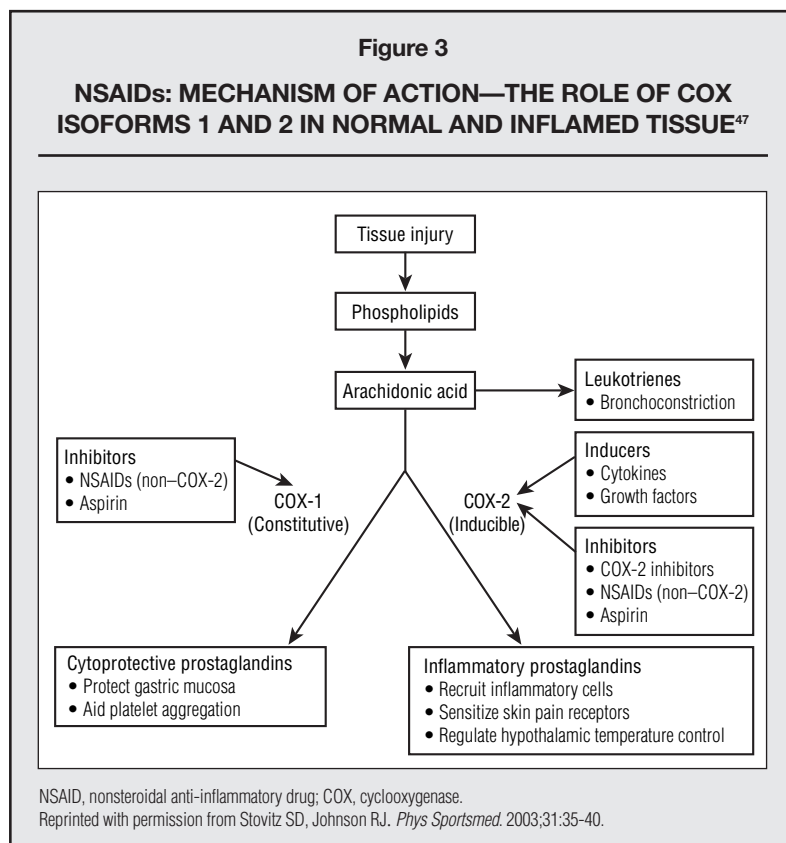 Figure 3
NSAIDs: MECHANISM OF ACTION—THE ROLE OF COX
ISOFORMS 1 AND 2 IN NORMAL AND INFLAMED TISSUE⁴⁷
Tissue injury
Phospholipids
Arachidonic acid
Leukotrienes
• Bronchoconstriction
Inhibitors
• NSAIDs (non–COX-2)
• Aspirin
COX-1
(Constitutive)
COX-2
(Inducible)
Inducers
• Cytokines
• Growth factors
Inhibitors
• COX-2 inhibitors
• NSAIDs (non–COX-2)
• Aspirin
Cytoprotective prostaglandins
• Protect gastric mucosa
• Aid platelet aggregation
Inflammatory prostaglandins
• Recruit inflammatory cells
• Sensitize skin pain receptors
• Regulate hypothalamic temperature control
NSAID, nonsteroidal anti-inflammatory drug; COX, cyclooxygenase.
Reprinted with permission from Stovitz SD, Johnson RJ. Phys Sportsmed. 2003;31:35-40.